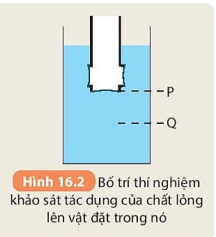 P
Q
Hình 16.2 Bố trí thí nghiệm
khảo sát tác dụng của chất lỏng
lên vật đặt trong nó